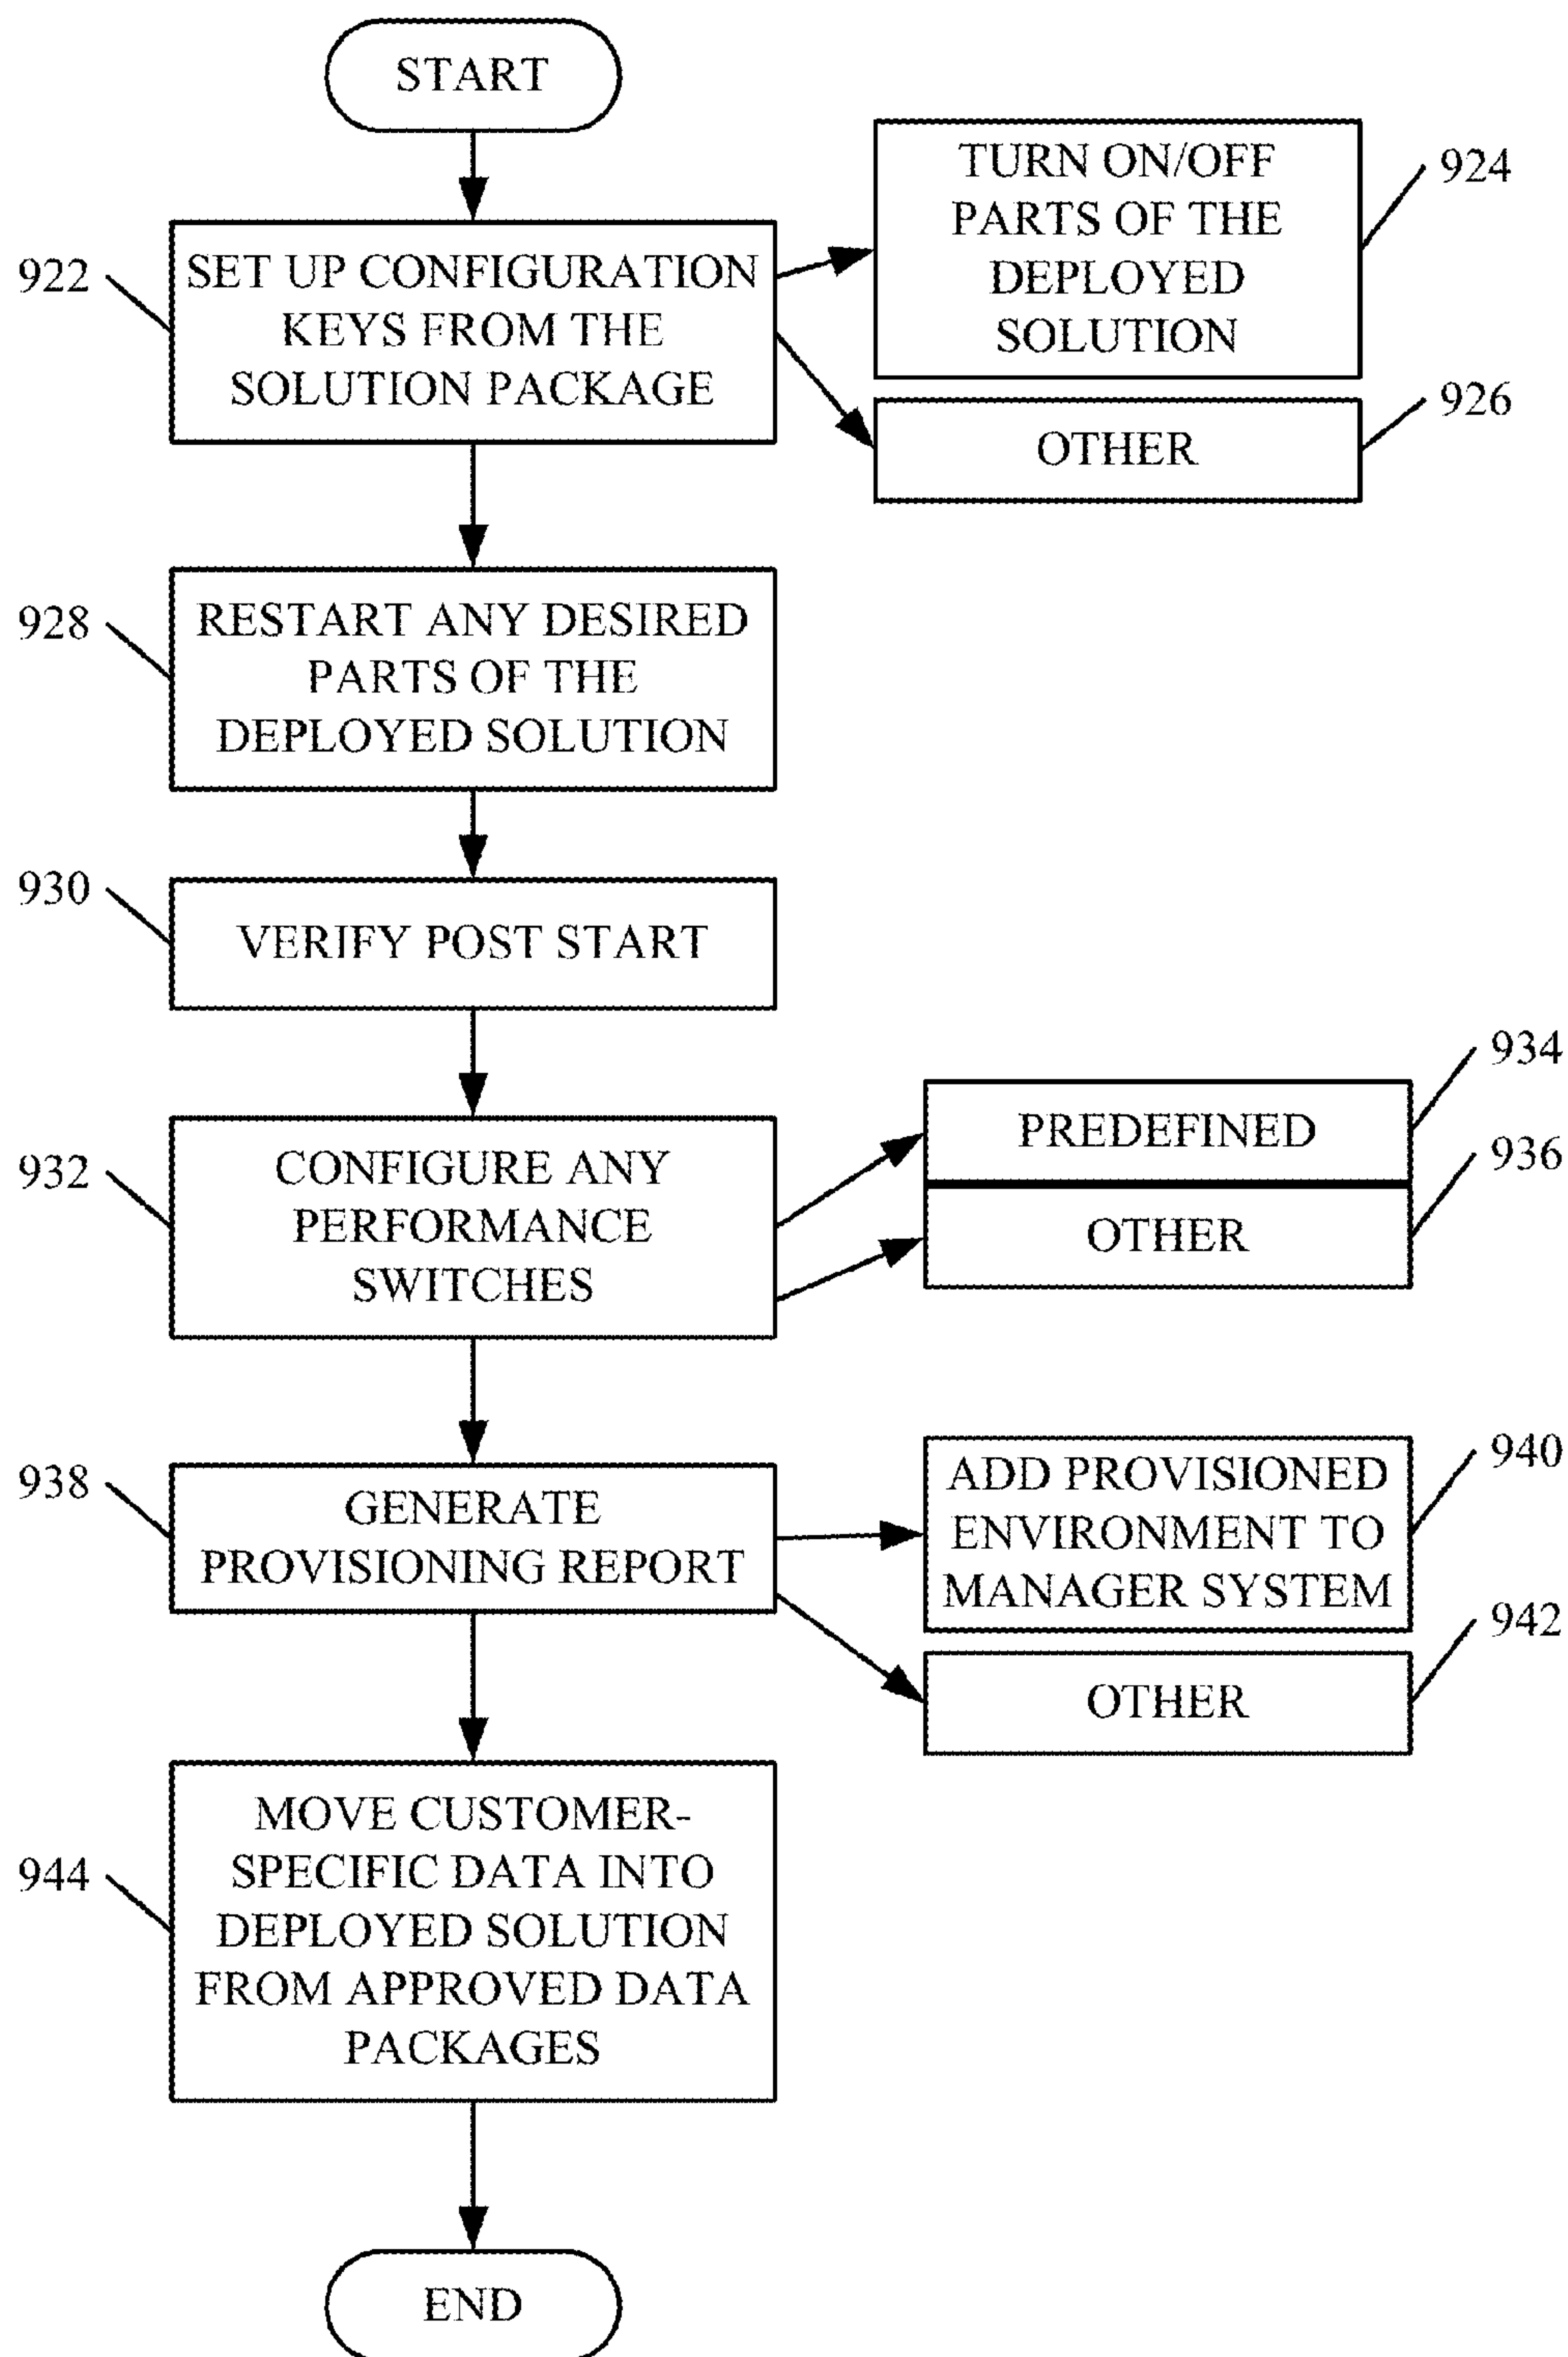 START
922
SET UP CONFIGURATION
KEYS FROM THE
SOLUTION PACKAGE
TURN ON/OFF
PARTS OF THE
DEPLOYED
SOLUTION
924
OTHER
926
928
RESTART ANY DESIRED
PARTS OF THE
DEPLOYED SOLUTION
930
VERIFY POST START
932
CONFIGURE ANY
PERFORMANCE
SWITCHES
PREDEFINED
934
OTHER
936
938
GENERATE
PROVISIONING REPORT
ADD PROVISIONED
ENVIRONMENT TO
MANAGER SYSTEM
940
OTHER
942
944
MOVE CUSTOMER-
SPECIFIC DATA INTO
DEPLOYED SOLUTION
FROM APPROVED DATA
PACKAGES
END